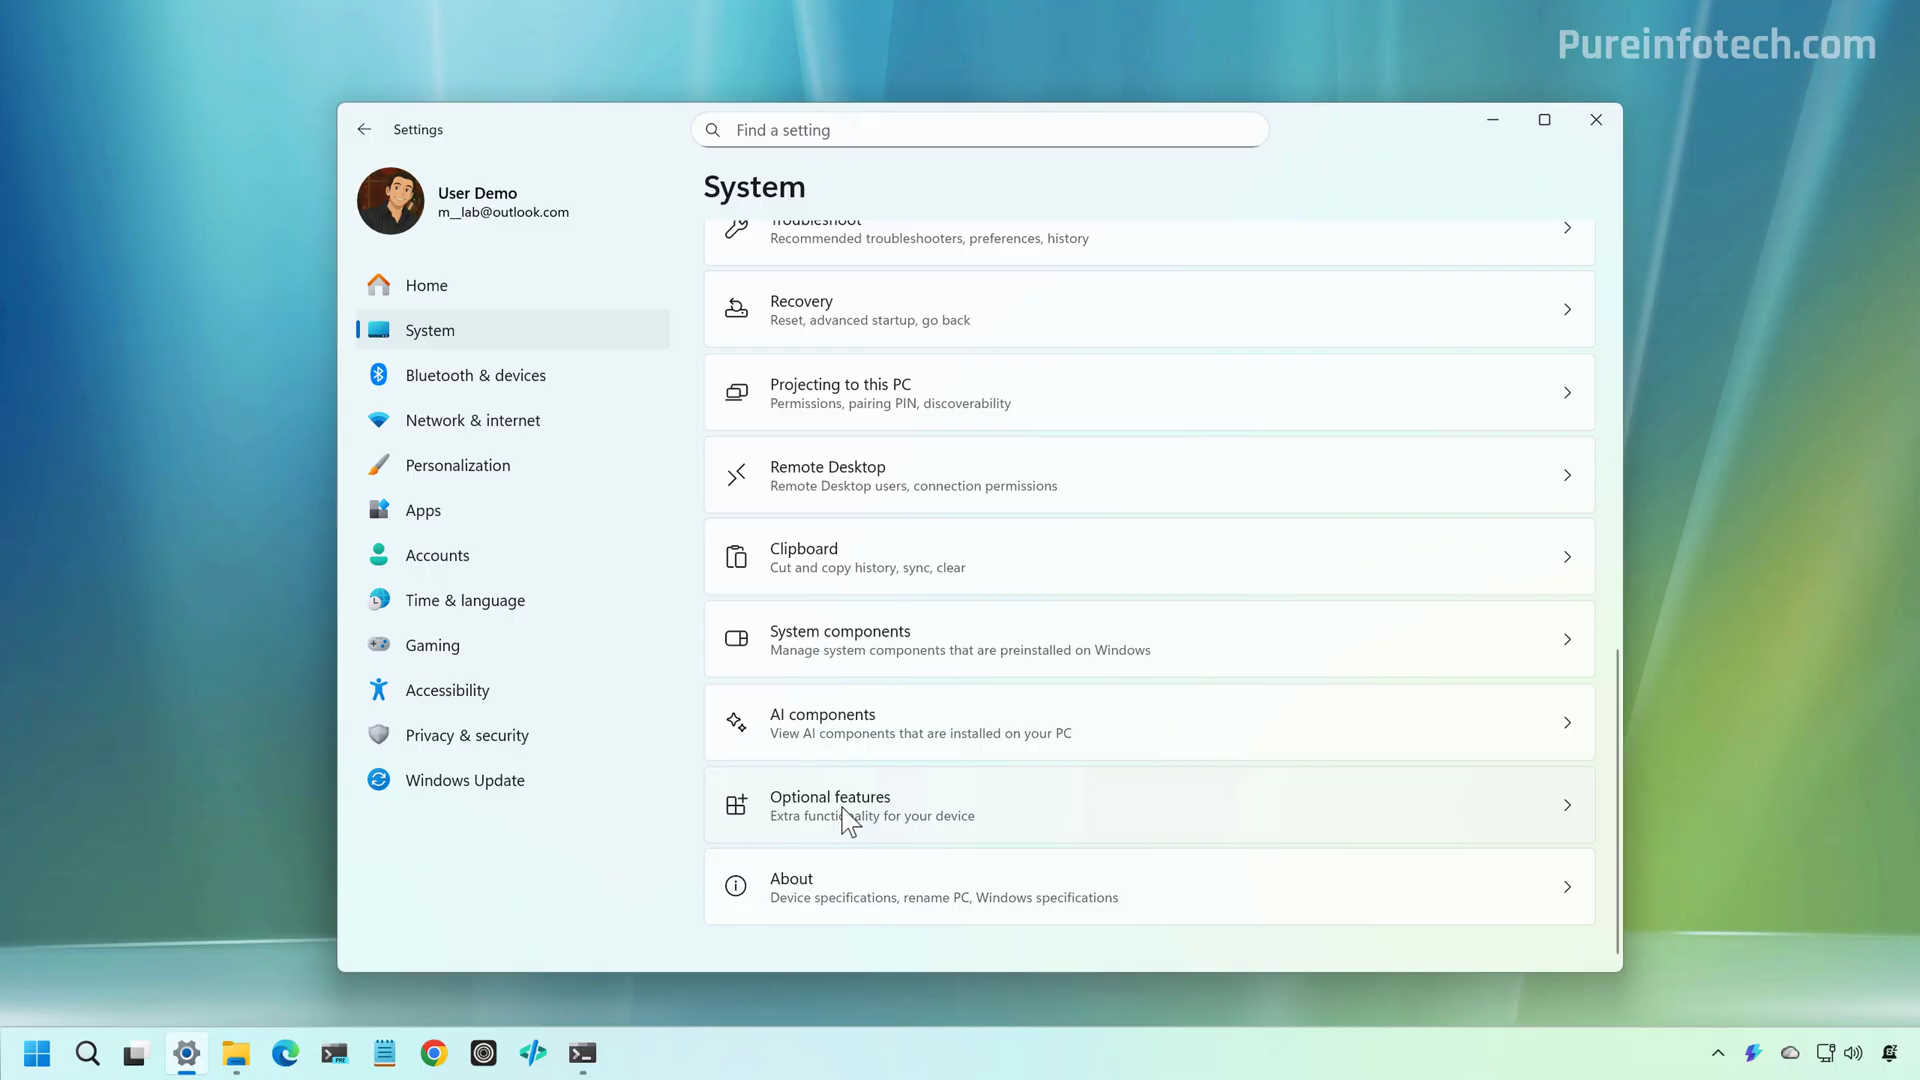 Pureinfotech.com
Settings
Find a setting
User Demo
m__lab@outlook.com
System
Troubleshoot
Recommended troubleshooters, preferences, history
Home
Recovery
Reset, advanced startup, go back
System
Bluetooth & devices
Projecting to this PC
Permissions, pairing PIN, discoverability
Network & internet
Personalization
Remote Desktop
Remote Desktop users, connection permissions
Apps
Accounts
Clipboard
Cut and copy history, sync, clear
Time & language
Gaming
System components
Manage system components that are preinstalled on Windows
Accessibility
Privacy & security
AI components
View AI components that are installed on your PC
Windows Update
Optional features
Extra functionality for your device
About
Device specifications, rename PC, Windows specifications
PRE